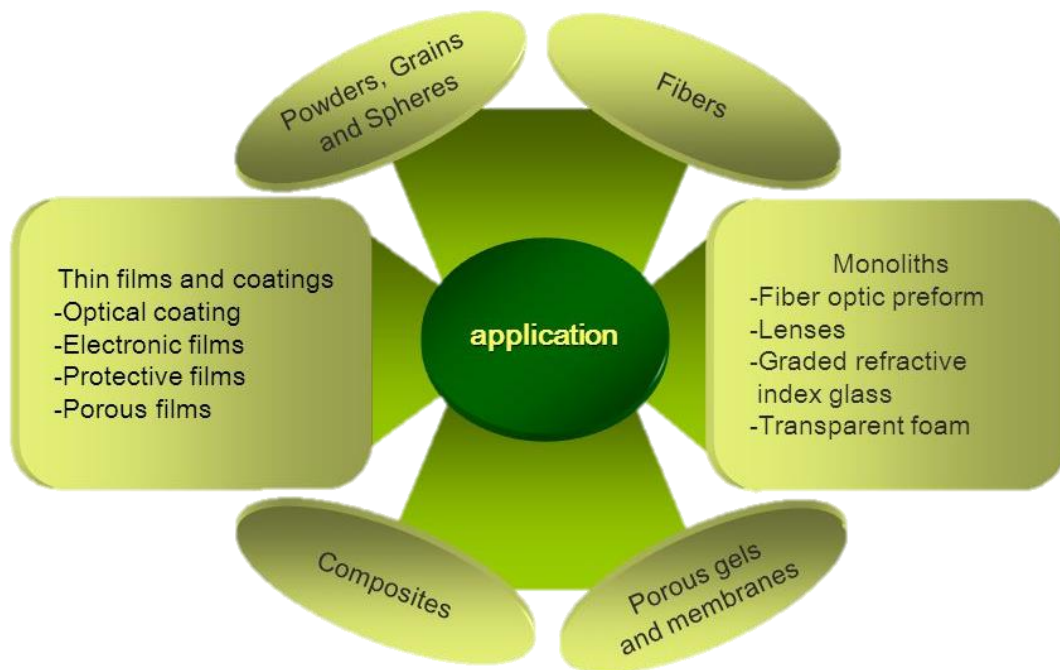 Powders, Grains
and Spheres
Fibers
Thin films and coatings
-Optical coating
-Electronic films
-Protective films
-Porous films
application
Monoliths
-Fiber optic preform
-Lenses
-Graded refractive
index glass
-Transparent foam
Composites
Porous gels
and membranes